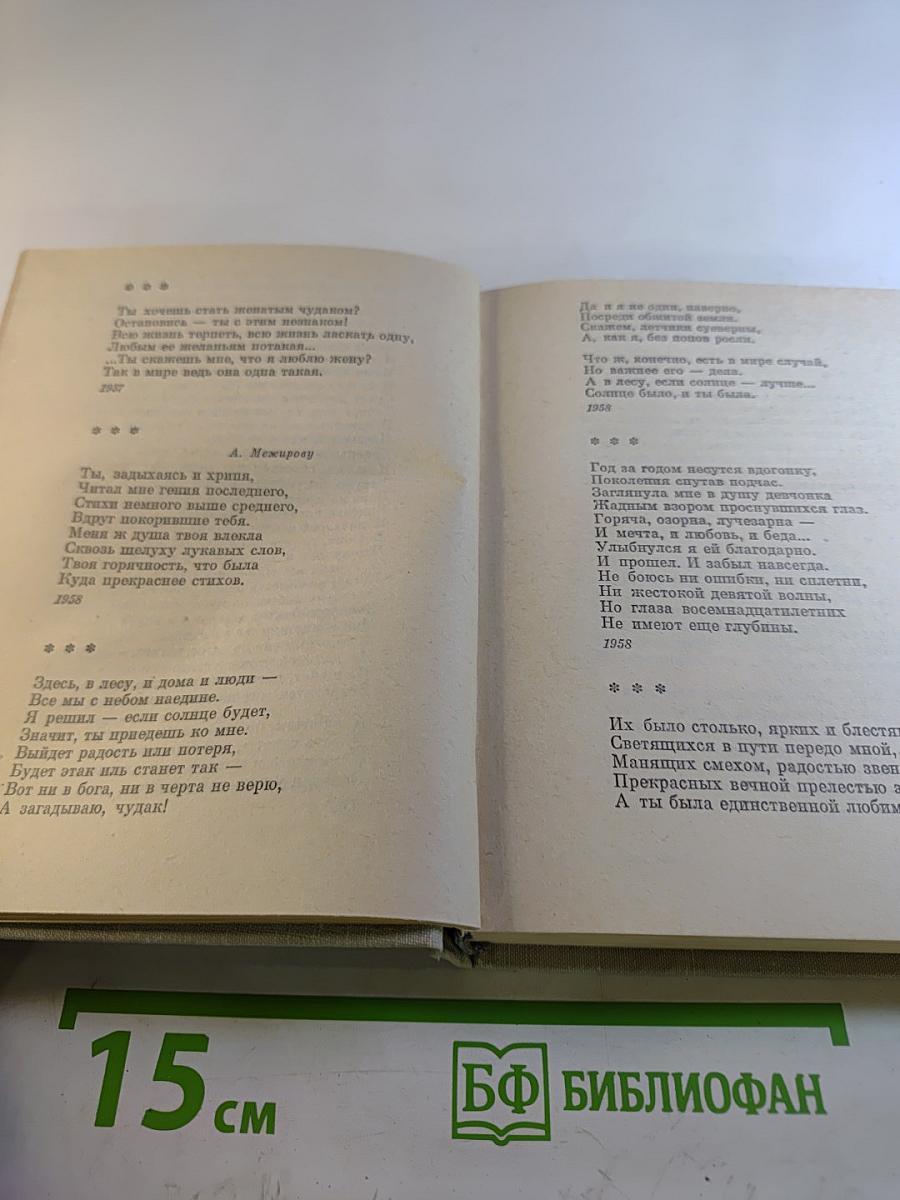 * * *
Ты хочешь стать женатым чудаком?
Остановись — ты с этим незнаком!
Всю жизнь терпеть, всю жизнь ласкать одну,
Любым ее желаньям потакая...
...Ты скажешь мне, что я люблю жену?
Так в мире ведь она одна такая.
1957
* * *
А. Межирову
Ты, задыхаясь и хрипя,
Читал мне гения последнего,
Стихи немного выше среднего,
Вдруг покорившие тебя.
Меня ж душа твоя влекла
Сквозь шелуху лукавых слов,
Твоя горячность, что была
Куда прекраснее стихов.
1958
* * *
Здесь, в лесу, и дома и люди —
Все мы с небом наедине.
Я решил — если солнце будет,
Значит, ты приедешь ко мне.
Выйдет радость или потеря,
Будет этак иль станет так —
Вот ни в бога, ни в черта не верю,
А загадываю, чудак!
Да и я не один, наверно,
Посреди обжитой земли.
Скажем, летчики суеверны,
А, как я, без попов росли.
Что ж, конечно, есть в мире случай,
Но важнее его — дела.
А в лесу, если солнце — лучше...
Солнце было, и ты была.
1958
* * *
Год за годом несутся вдогонку,
Поколения спутав подчас.
Заглянула мне в душу девчонка
Жадным взором проснувшихся глаз.
Горяча, озорна, лучезарна —
И мечта, и любовь, и беда...
Улыбнулся я ей благодарно.
И прошел. И забыл навсегда.
Не боюсь ни ошибки, ни сплетни,
Ни жестокой девятой волны,
Но глаза восемнадцатилетних
Не имеют еще глубины.
1958
* * *
Их было столько, ярких и блестя
Светящихся в пути передо мной,
Манящих смехом, радостью звен
Прекрасных вечной прелестью
А ты была единственной любим
15 см
БФ БИБЛИОФАН